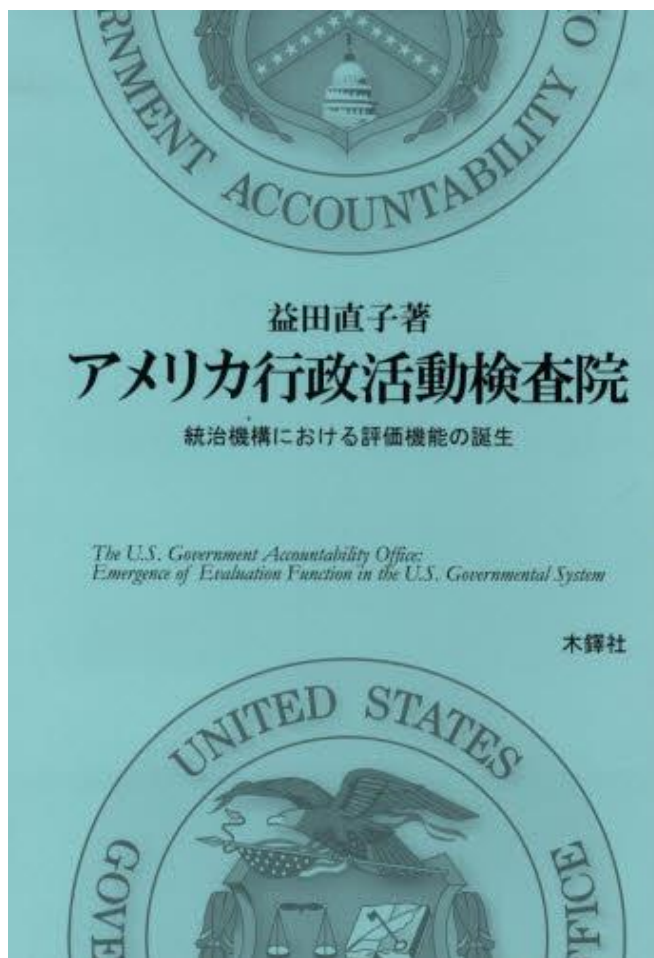 RNMENT ACCOUNTABILITY O
益田直子著
アメリカ行政活動検査院
統治機構における評価機能の誕生
The U.S. Government Accountability Office:
Emergence of Evaluation Function in the U.S. Governmental System
木鐸社
UNITED STATES
GOVE
FFICE